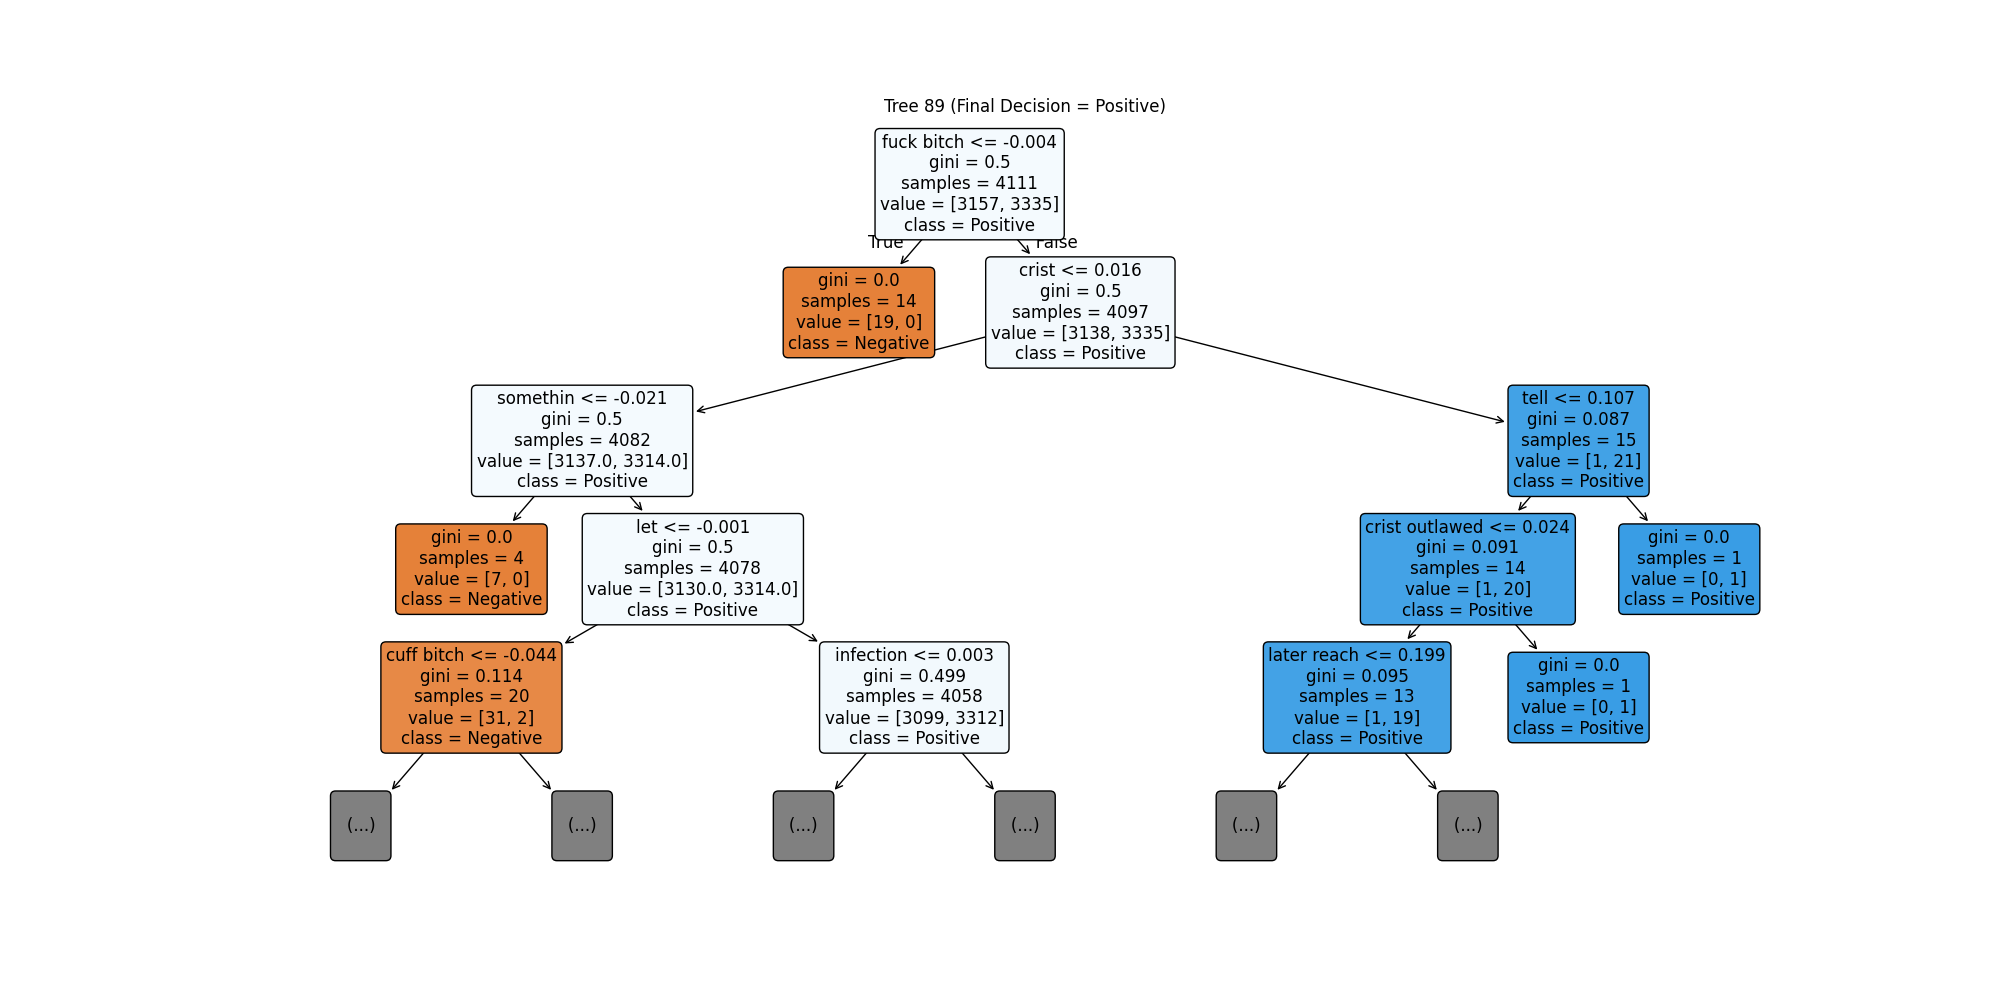 Tree 89 (Final Decision = Positive)
fuck bitch <= -0.004
gini = 0.5
samples = 4111
value = [3157, 3335]
class = Positive
True
False
gini = 0.0
samples = 14
value = [19, 0]
class = Negative
crist <= 0.016
gini = 0.5
samples = 4097
value = [3138, 3335]
class = Positive
somethin <= -0.021
gini = 0.5
samples = 4082
value = [3137.0, 3314.0]
class = Positive
tell <= 0.107
gini = 0.087
samples = 15
value = [1, 21]
class = Positive
gini = 0.0
samples = 4
value = [7, 0]
class = Negative
let <= -0.001
gini = 0.5
samples = 4078
value = [3130.0, 3314.0]
class = Positive
crist outlawed <= 0.024
gini = 0.091
samples = 14
value = [1, 20]
class = Positive
gini = 0.0
samples = 1
value = [0, 1]
class = Positive
cuff bitch <= -0.044
gini = 0.114
samples = 20
value = [31, 2]
class = Negative
infection <= 0.003
gini = 0.499
samples = 4058
value = [3099, 3312]
class = Positive
later reach <= 0.199
gini = 0.095
samples = 13
value = [1, 19]
class = Positive
gini = 0.0
samples = 1
value = [0, 1]
class = Positive
(...)
(...)
(...)
(...)
(...)
(...)